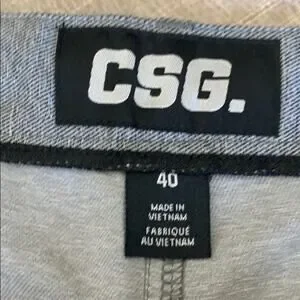 CSG.
40
MADE IN
VIETNAM
FABRIQUÉ
AU VIETNAM